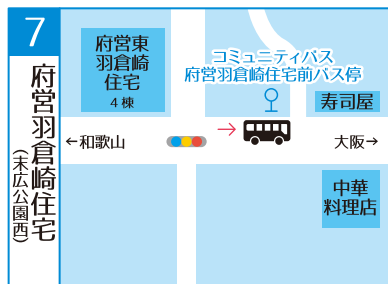 7
府営羽倉崎住宅
（末広公園西）
府営東
羽倉崎
住宅
4棟
コミュニティバス
府営羽倉崎住宅前バス停
寿司屋
←和歌山
大阪→
中華
料理店